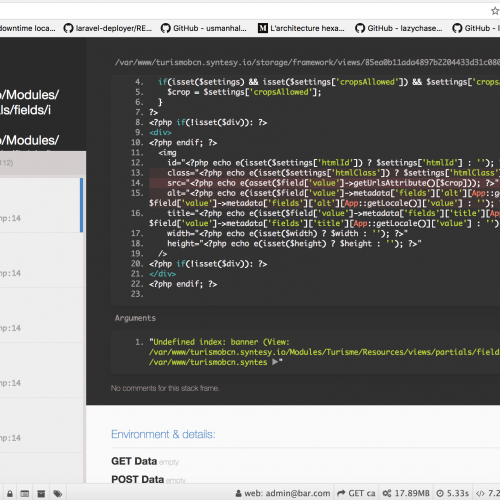 downtime loca...
laravel-deployer/RE...
GitHub - usmanhal...
L'architecture hexa...
GitHub - lazychase...
GitHub - l
/var/www/turismobcn.syntesy.io/storage/framework/views/85ea0b11ada4897b2204433d31c080
o/Modules/
ls/fields/i
o/Modules/
112)
hp:14
hp:14
hp:14
hp:14
hp:14
4. if(isset($settings) && isset($settings['cropsAllowed']) && $settings['crops
5. $crop = $settings['cropsAllowed'];
6. }
7. ?>
8. <?php if(!isset($div)): ?>
9. <div>
10. <?php endif; ?>
11. <img
12. id="<?php echo e(isset($settings['htmlId']) ? $settings['htmlId'] : ''); ?
13. class="<?php echo e(isset($settings['htmlClass']) ? $settings['htmlClass']
14. src="<?php echo e(asset($field['value']->getUrlsAttribute()[$crop])); ?>"
15. alt="<?php echo e(isset($field['value']->metadata['fields']['alt'][App::ge
$field['value']->metadata['fields']['alt'][App::getLocale()]['value'] : ''); ?
16. title="<?php echo e(isset($field['value']->metadata['fields']['title'][App
$field['value']->metadata['fields']['title'][App::getLocale()]['value'] : '');
17. width="<?php echo e(isset($width) ? $width : ''); ?>"
18. height="<?php echo e(isset($height) ? $height : ''); ?>"
19. />
20. <?php if(!isset($div)): ?>
21. </div>
22. <?php endif; ?>
23.
Arguments
1. "Undefined index: banner (View:
/var/www/turismobcn.syntesy.io/Modules/Turisme/Resources/views/partials/field
/var/www/turismobcn.syntes ▶"
No comments for this stack frame.
Environment & details:
GET Data empty
POST Data empty
web: admin@bar.com
GET ca
17.89MB
5.33s
7.2